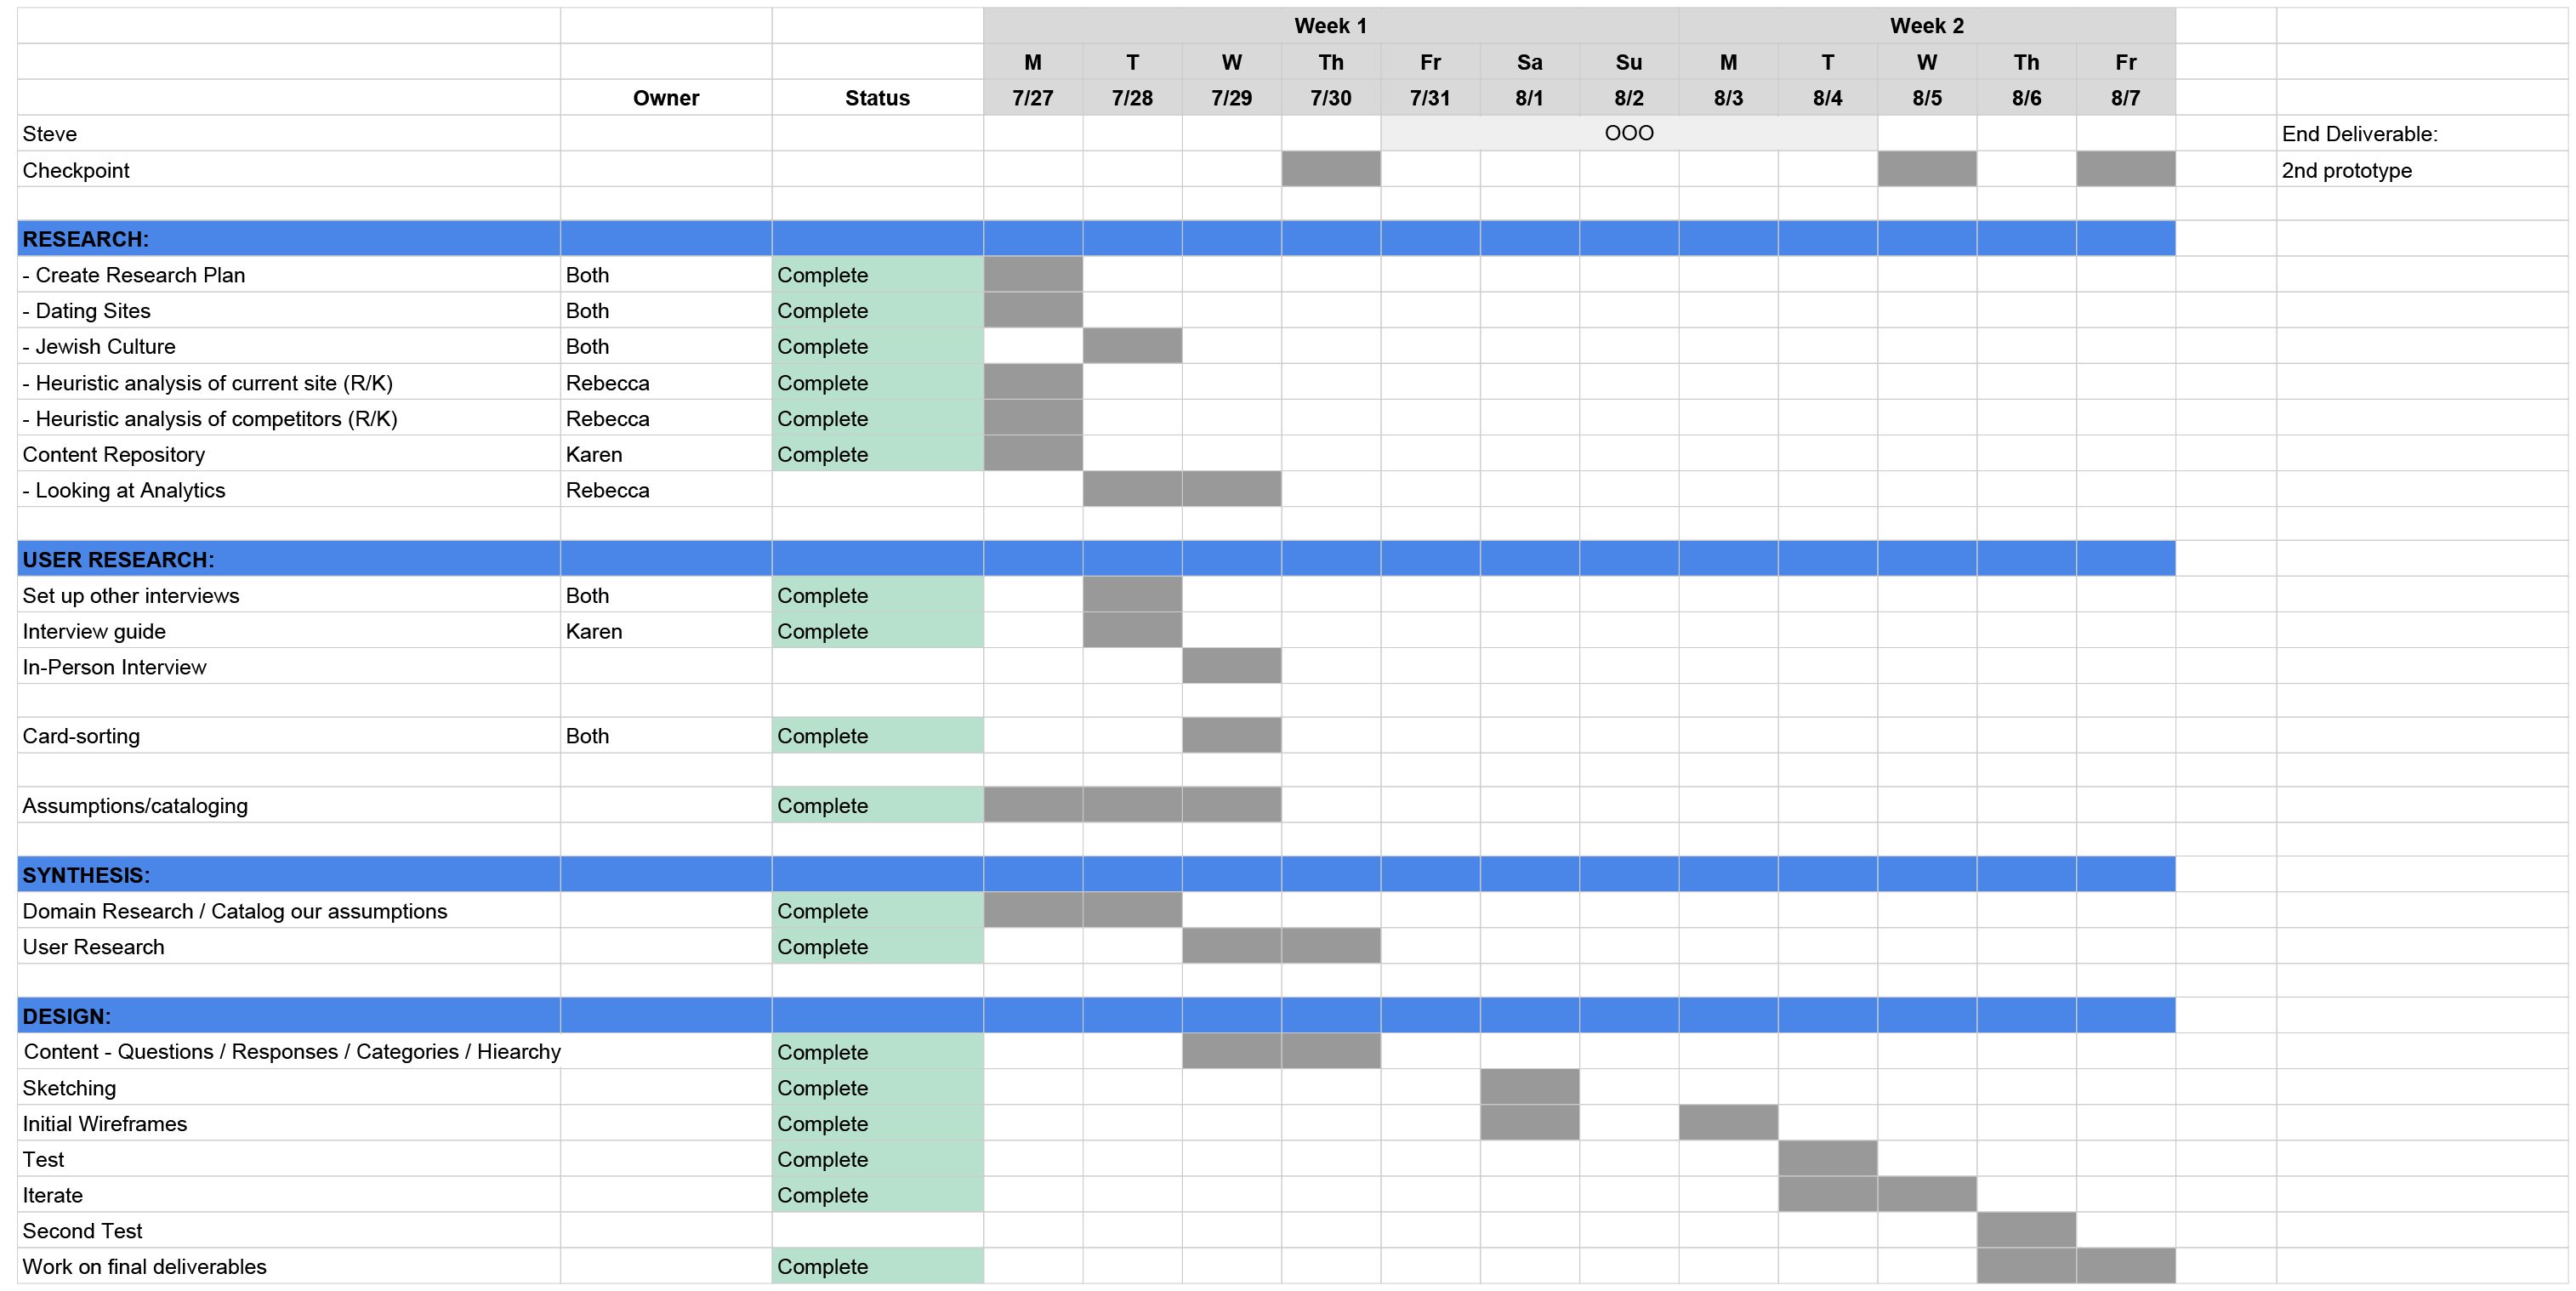 Week 1 Week 2
M T W Th Fr Sa Su M T W Th Fr
Owner Status 7/27 7/28 7/29 7/30 7/31 8/1 8/2 8/3 8/4 8/5 8/6 8/7
Steve OOO End Deliverable:
Checkpoint 2nd prototype
RESEARCH:
- Create Research Plan Both Complete
- Dating Sites Both Complete
- Jewish Culture Both Complete
- Heuristic analysis of current site (R/K) Rebecca Complete
- Heuristic analysis of competitors (R/K) Rebecca Complete
Content Repository Karen Complete
- Looking at Analytics Rebecca
USER RESEARCH:
Set up other interviews Both Complete
Interview guide Karen Complete
In-Person Interview
Card-sorting Both Complete
Assumptions/cataloging Complete
SYNTHESIS:
Domain Research / Catalog our assumptions Complete
User Research Complete
DESIGN:
Content - Questions / Responses / Categories / Hiearchy Complete
Sketching Complete
Initial Wireframes Complete
Test Complete
Iterate Complete
Second Test
Work on final deliverables Complete